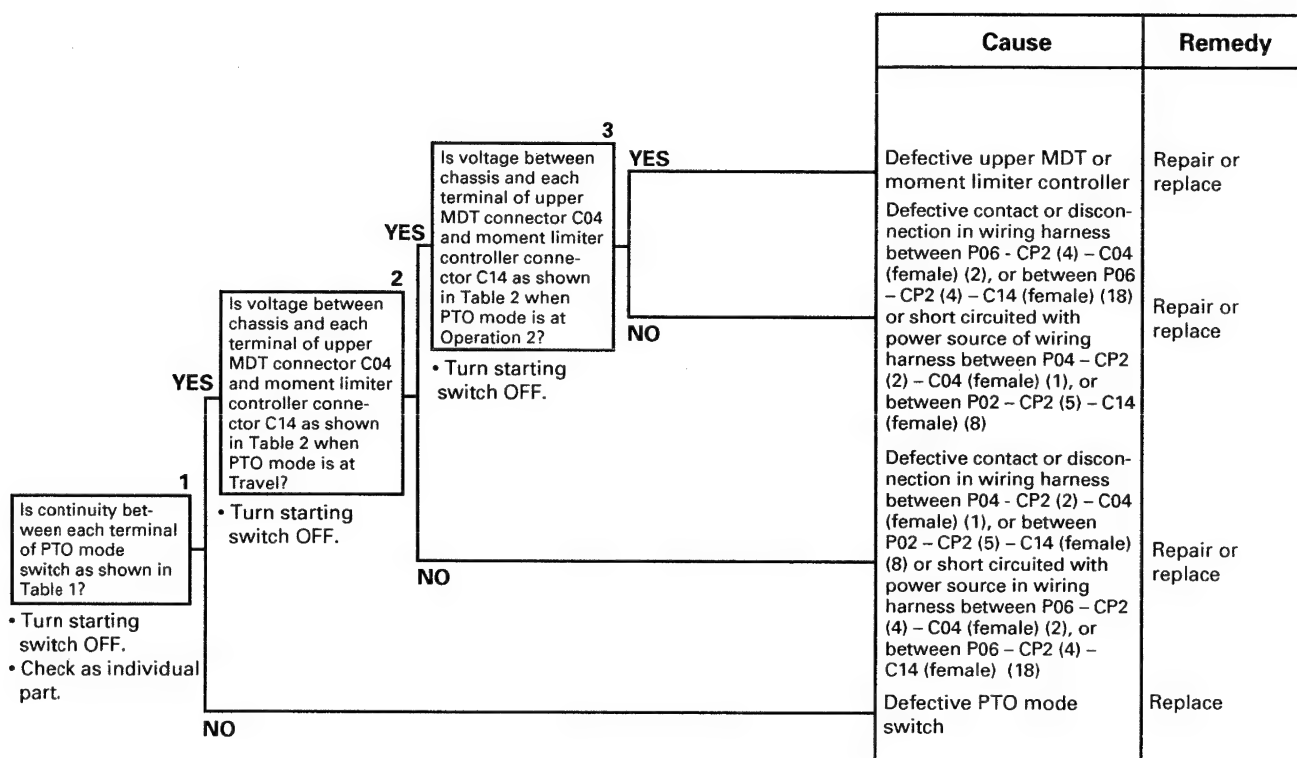 Cause
Remedy
3
Is voltage between
chassis and each
terminal of upper
MDT connector C04
and moment limiter
controller conne-
ctor C14 as shown
in Table 2 when
PTO mode is at
Operation 2?
• Turn starting
switch OFF.
YES
NO
YES
2
Is voltage between
chassis and each
terminal of upper
MDT connector C04
and moment limiter
controller conne-
ctor C14 as shown
in Table 2 when
PTO mode is at
Travel?
• Turn starting
switch OFF.
NO
YES
1
Is continuity bet-
ween each terminal
of PTO mode
switch as shown in
Table 1?
• Turn starting
switch OFF.
• Check as individual
part.
NO
Defective upper MDT or
moment limiter controller
Repair or
replace
Defective contact or discon-
nection in wiring harness
between P06 - CP2 (4) – C04
(female) (2), or between P06
– CP2 (4) – C14 (female) (18)
or short circuited with
power source of wiring
harness between P04 – CP2
(2) – C04 (female) (1), or
between P02 – CP2 (5) – C14
(female) (8)
Repair or
replace
Defective contact or discon-
nection in wiring harness
between P04 - CP2 (2) – C04
(female) (1), or between
P02 – CP2 (5) – C14 (female)
(8) or short circuited with
power source in wiring
harness between P06 – CP2
(4) – C04 (female) (2), or
between P06 – CP2 (4) –
C14 (female) (18)
Repair or
replace
Defective PTO mode
switch
Replace